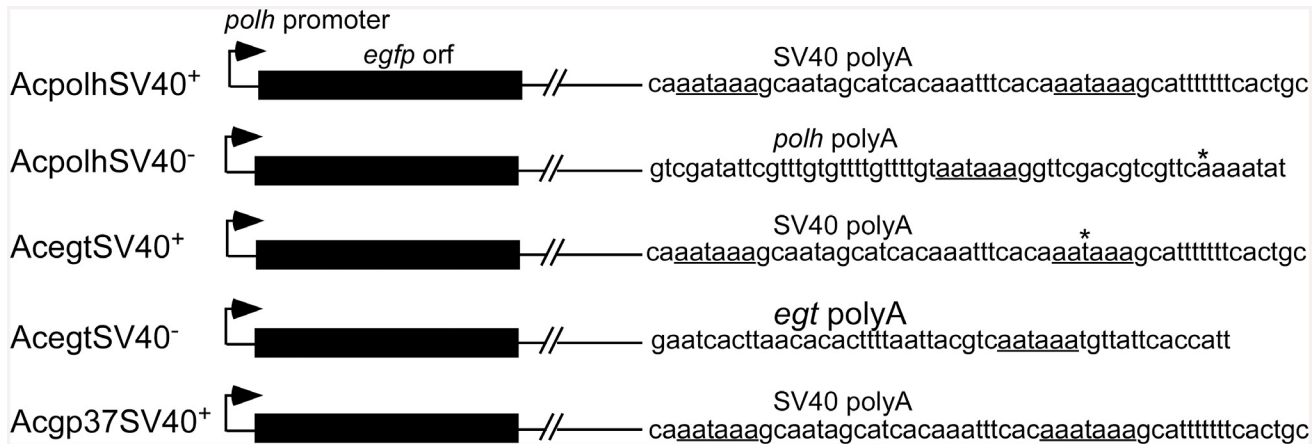 polh promoter
egfp orf
SV40 polyA
AcpolhSV40+
caaataaagcaatagcatcacaaatttcacaaataaagcatttttttcactgc
polh polyA
AcpolhSV40-
*
gtcgatattcgtttgtgttttgttttgtaataaaggttcgacgtcgttcaaaatat
SV40 polyA
AcegtSV40+
*
caaataaagcaatagcatcacaaatttcacaaataaagcatttttttcactgc
egt polyA
AcegtSV40-
gaatcacttaacacacttttaattacgtcaataaatgttattcaccatt
SV40 polyA
Acgp37SV40+
caaataaagcaatagcatcacaaatttcacaaataaagcatttttttcactgc